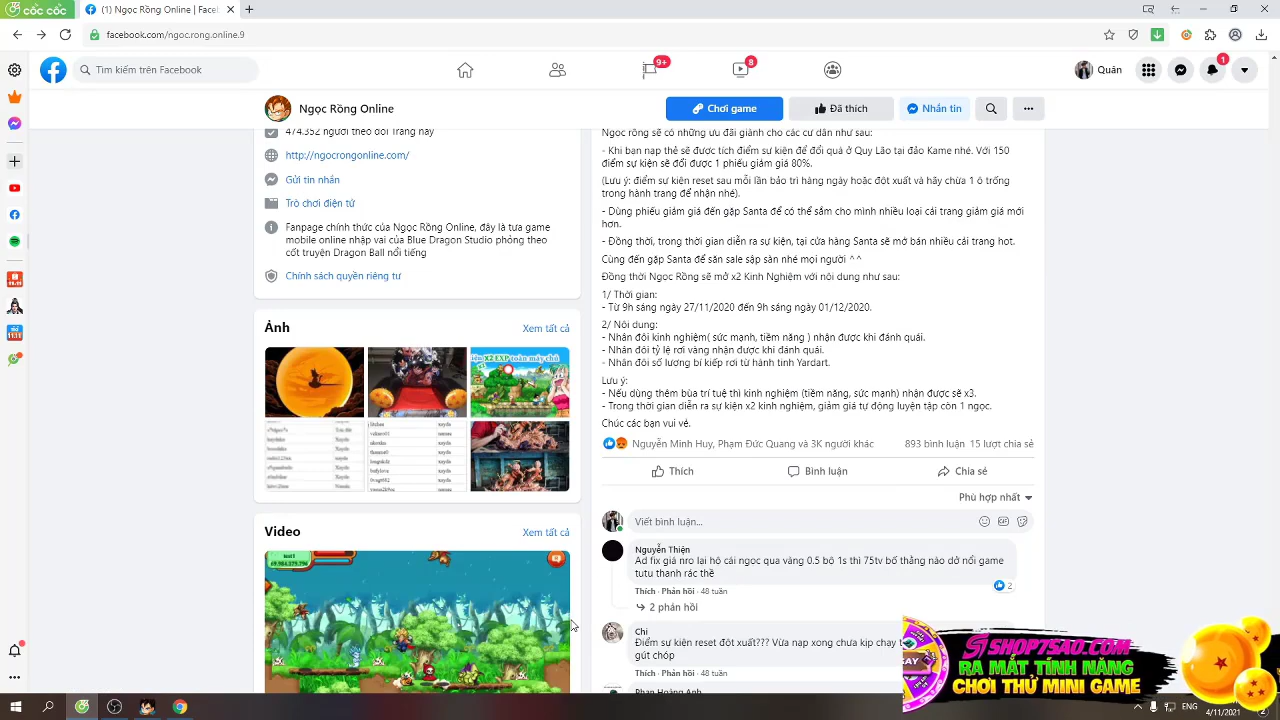 cốc cốc
(1) Ngọc Rồng Online | Facel
facebook.com/ngoc.rong.online.9
Tìm kiếm trên Facebook
9+
8
Quân
1
Ngọc Rồng Online
Chơi game
Đã thích
Nhắn tin
474.352 người theo dõi Trang này
http://ngocrongonline.com/
Gửi tin nhắn
Trò chơi điện tử
Fanpage chính thức của Ngọc Rồng Online, đây là tựa game
mobile online nhập vai của Blue Dragon Studio phỏng theo
cốt truyện Dragon Ball nổi tiếng
Chính sách quyền riêng tư
Ảnh
Xem tất cả
x2 EXP toàn máy chủ
Video
Xem tất cả
Ngọc rồng sẽ có những ưu đãi giành cho các cư dân như sau:
- Khi bạn nạp thẻ sẽ được tích điểm sự kiện để đổi quà ở Quy Lão tại đảo Kame nhé. Với 150
điểm sự kiện sẽ đổi được 1 phiếu giảm giá 80%.
(Lưu ý: điểm sự kiện reset sau mỗi lần bảo trì hàng ngày hoặc đột xuất và hãy chừa 1 ô trống
trong hành trang để nhận nhé).
- Dùng phiếu giảm giá đến gặp Santa để có thể sắm cho mình nhiều loại cải trang giảm giá mới
hơn.
- Đồng thời, trong thời gian diễn ra sự kiện, tại cửa hàng Santa sẽ mở bán nhiều cải trang hot.
Cùng đến gặp Santa để săn sale sập sàn nhé mọi người ^^
Đồng thời Ngọc Rồng sẽ mở x2 Kinh Nghiệm với nội dung như sau:
1/ Thời gian:
- Từ 9h sáng ngày 27/11/2020 đến 9h sáng ngày 01/12/2020.
2/ Nội dung:
- Nhân đôi kinh nghiệm( sức mạnh, tiềm năng ) nhận được khi đánh quái.
- Nhân đôi tỷ lệ rơi vàng nhận được khi đánh quái.
- Nhân đôi số lượng bí kiếp rơi từ hành tinh Yardart.
Lưu ý:
- Nếu dùng thêm bùa trí tuệ thì kinh nghiệm (tiềm năng, sức mạnh) nhận được sẽ x3.
- Trong thời gian diễn ra sự kiện x2 kinh nghiệm, giảm giá tự động luyện tập còn 1 ngọc.
Chúc các bạn vui vẻ.
Nguyễn Minh Huy, Phạm Đức Quang và 3K người khác
893 bình luận 15 lượt chia sẻ
Thích
Bình luận
Chia sẻ
Phù hợp nhất
Viết bình luận...
GIF
Nguyễn Thiện
Ad fix giá nro lại hộ cái ngọc qua vàng 0.5 bộ 1s thì 75tv bố thằng nào dở nổi game
tutu thanh rác thế
2
Thích · Phản hồi · 48 tuần
2 phản hồi
Chi
Điểm sự kiện reset đột xuất??? Vừa nạp xong chưa kịp chạy
gút chóp
Thích · Phản hồi · 48 tuần
Phan Hoàng Anh
SHOP7SAO.COM
RA MẮT TÍNH NĂNG
CHƠI THỬ MINI GAME
ENG
4/11/2021
2